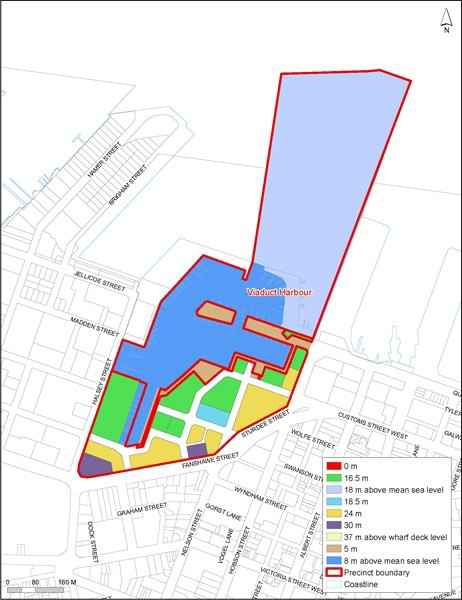 N
HAMER STREET
BRIGHAM STREET
JELLICOE STREET
Viaduct Harbour
MADDEN STREET
HALSEY STREET
CUSTOMS STREET WEST
STURDEE STREET
WOLFE STREET
FANSHAWE STREET
SWANSON
WYNDHAM STREET
GRAHAM STREET
GORST LANE
DOCK STREET
NELSON STREET
VOGEL LANE
HOBSON STREET
ALBERT STREET
VICTORIA STREET WEST
0 m
16.5 m
18 m above mean sea level
18.5 m
24 m
30 m
37 m above wharf deck level
5 m
8 m above mean sea level
Precinct boundary
Coastline
0 80 160 M